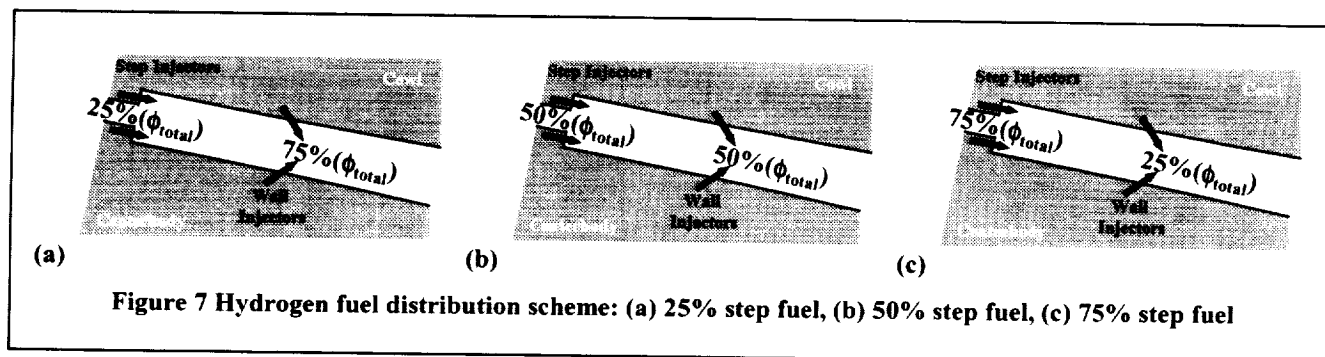 Step Injectors
Cowl
25%(ϕtotal)
75%(ϕtotal)
Wall
Injectors
Centerbody
(a)
Step Injectors
Cowl
50%(ϕtotal)
50%(ϕtotal)
Wall
Injectors
Centerbody
(b)
Step Injectors
Cowl
75%(ϕtotal)
25%(ϕtotal)
Wall
Injectors
Centerbody
(c)
Figure 7 Hydrogen fuel distribution scheme: (a) 25% step fuel, (b) 50% step fuel, (c) 75% step fuel